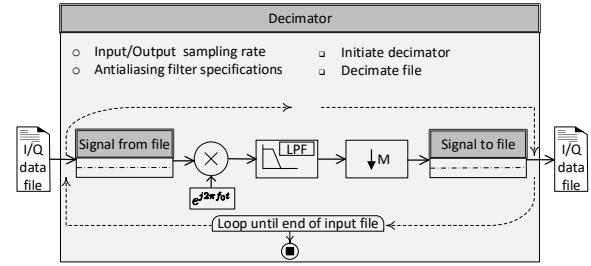 Decimator
○ Input/Output sampling rate
○ Antialiasing filter specifications
□ Initiate decimator
□ Decimate file
I/Q
data
file
Signal from file
×
e^{j2πf₀t}
LPF
↓M
Signal to file
I/Q
data
file
Loop until end of input file